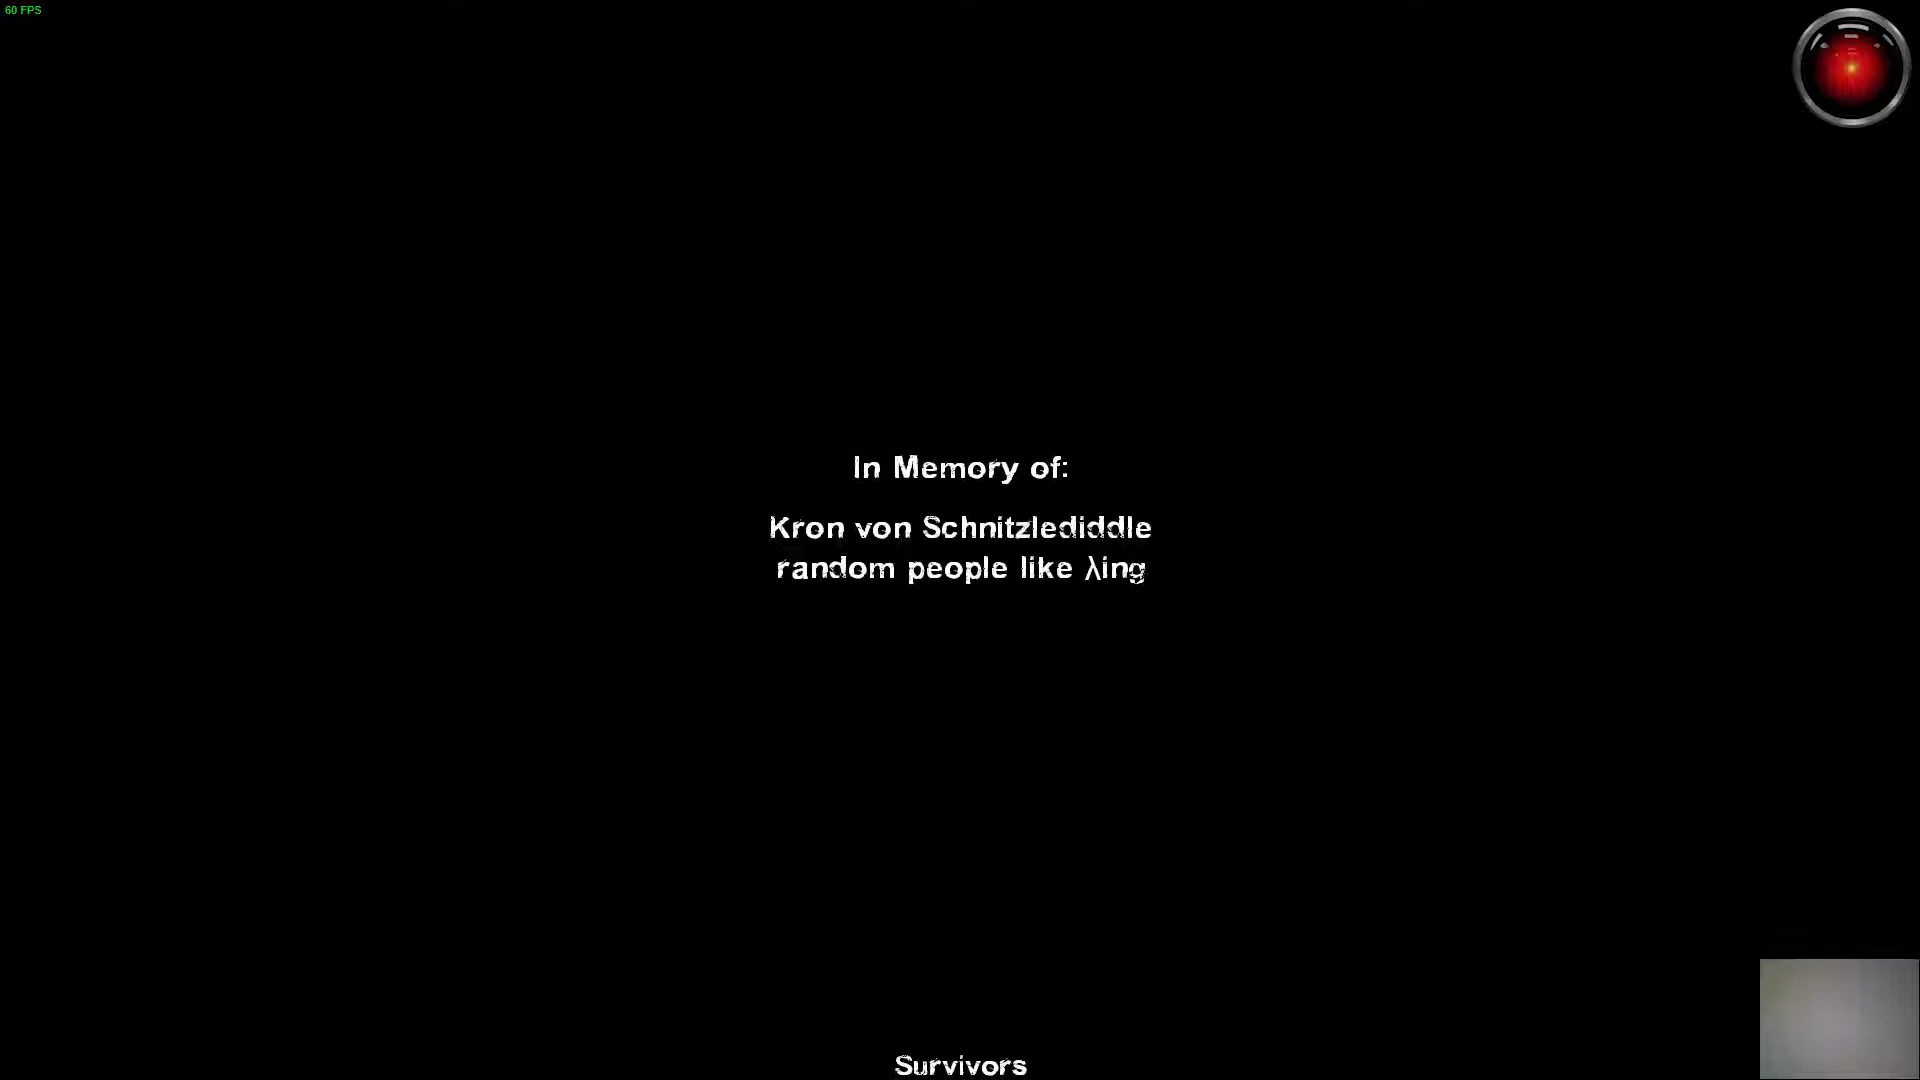 60 FPS
In Memory of:
Kron von Schnitzlediddle
random people like λing
Survivors